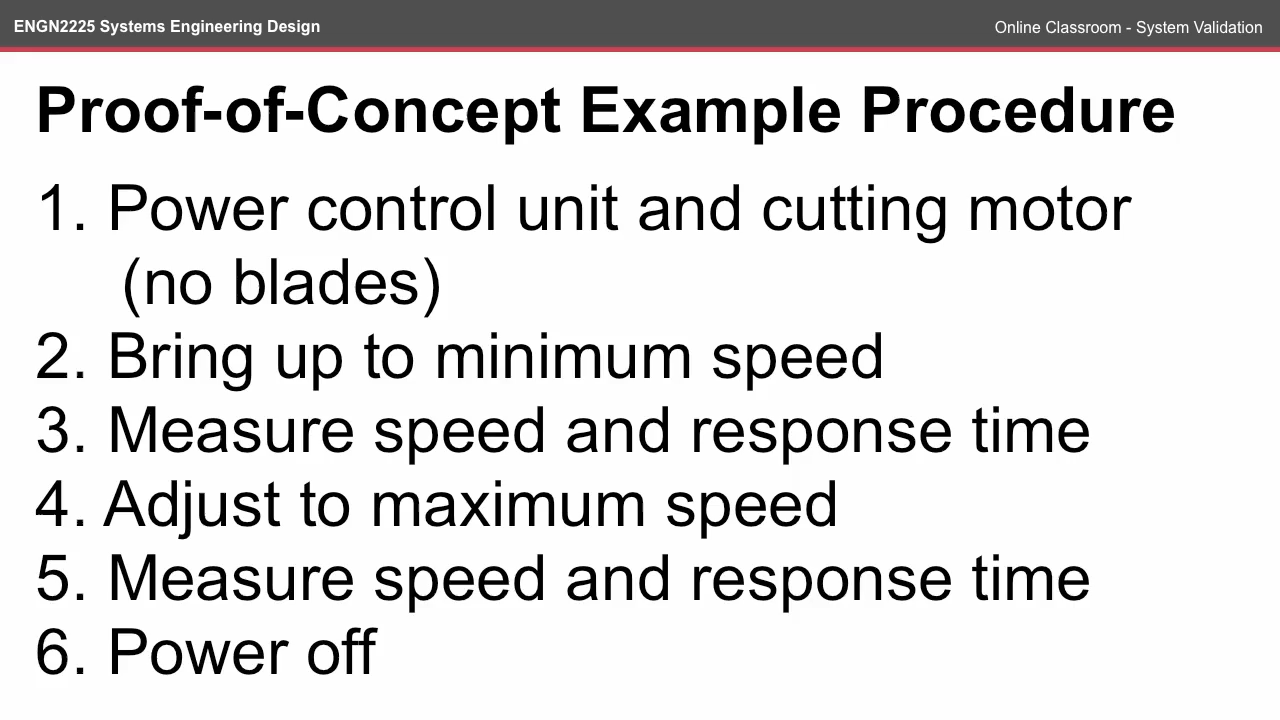 ENGN2225 Systems Engineering Design
Online Classroom - System Validation
Proof-of-Concept Example Procedure
1. Power control unit and cutting motor
(no blades)
2. Bring up to minimum speed
3. Measure speed and response time
4. Adjust to maximum speed
5. Measure speed and response time
6. Power off